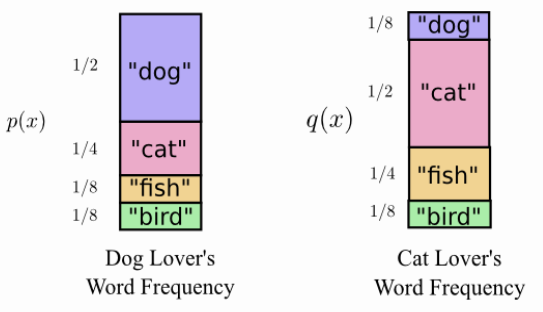 1/2
"dog"
p(x)
1/4
"cat"
1/8
"fish"
1/8
"bird"
Dog Lover's
Word Frequency
1/8
"dog"
1/2
"cat"
q(x)
1/4
"fish"
1/8
"bird"
Cat Lover's
Word Frequency